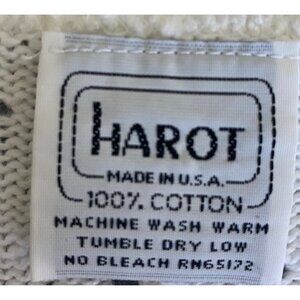 HAROT
MADE IN U.S.A.
100% COTTON
MACHINE WASH WARM
TUMBLE DRY LOW
NO BLEACH RN65172